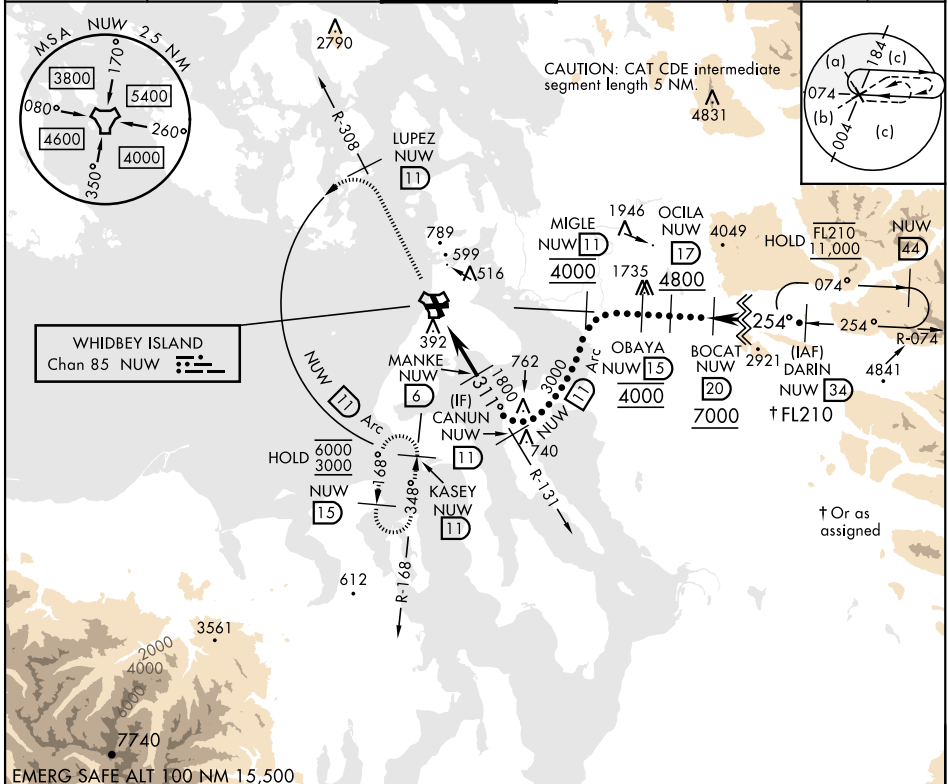 MSA NUW 25 NM
170°
3800
5400
080°
260°
4600
4000
350°
2790
R-308
LUPEZ
NUW
11
CAUTION: CAT CDE intermediate
segment length 5 NM.
4831
184
(a)
(c)
074
(b)
(c)
004
789
599
516
392
MIGLE
NUW 11
4000
1946
OCILA
NUW
17
4800
4049
1735
HOLD
FL210
11,000
NUW
44
074°
254°
254°
R-074
WHIDBEY ISLAND
Chan 85 NUW
MANKE
NUW
6
762
OBAYA
NUW 15
4000
BOCAT
NUW
20
7000
2921
(IAF)
DARIN
NUW 34
† FL210
4841
311°
1800
3000
NUW 11 Arc
(IF)
CANUN
NUW
11
740
R-131
NUW 11 Arc
HOLD
6000
3000
168°
348°
NUW
15
KASEY
NUW
11
R-168
† Or as
assigned
612
3561
2000
4000
6000
7740
EMERG SAFE ALT 100 NM 15,500